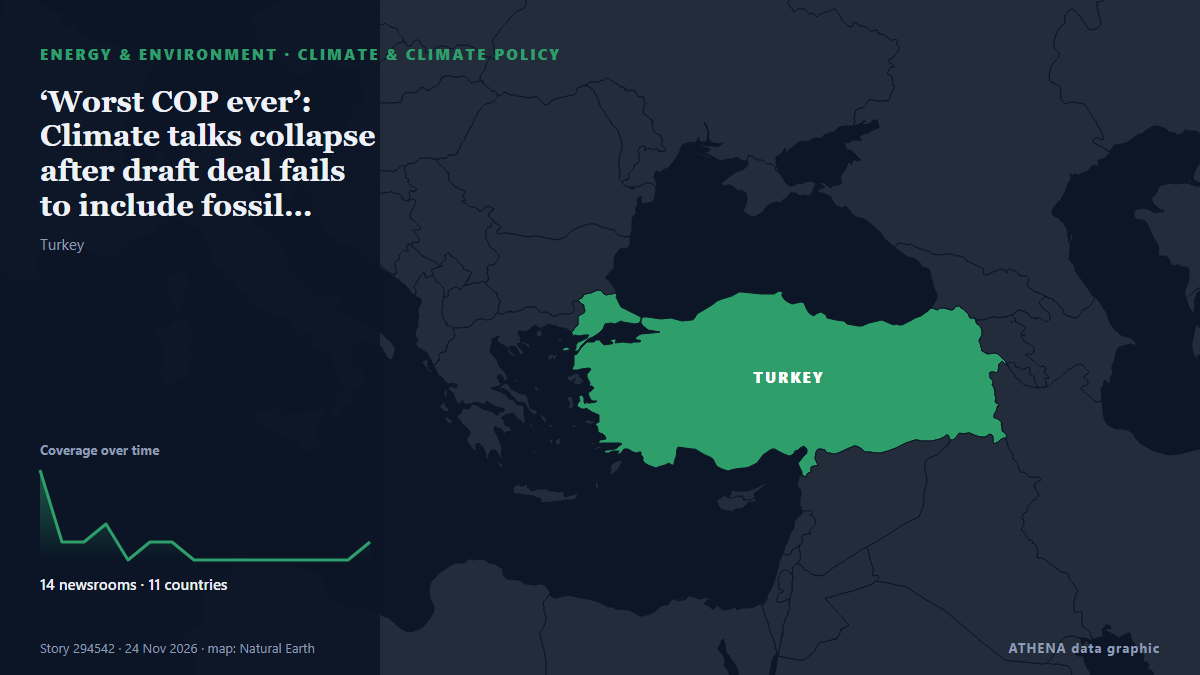 ENERGY & ENVIRONMENT · CLIMATE & CLIMATE POLICY
‘Worst COP ever’:
Climate talks collapse
after draft deal fails
to include fossil...
Turkey
TURKEY
Coverage over time
14 newsrooms · 11 countries
Story 294542 · 24 Nov 2026 · map: Natural Earth
ATHENA data graphic